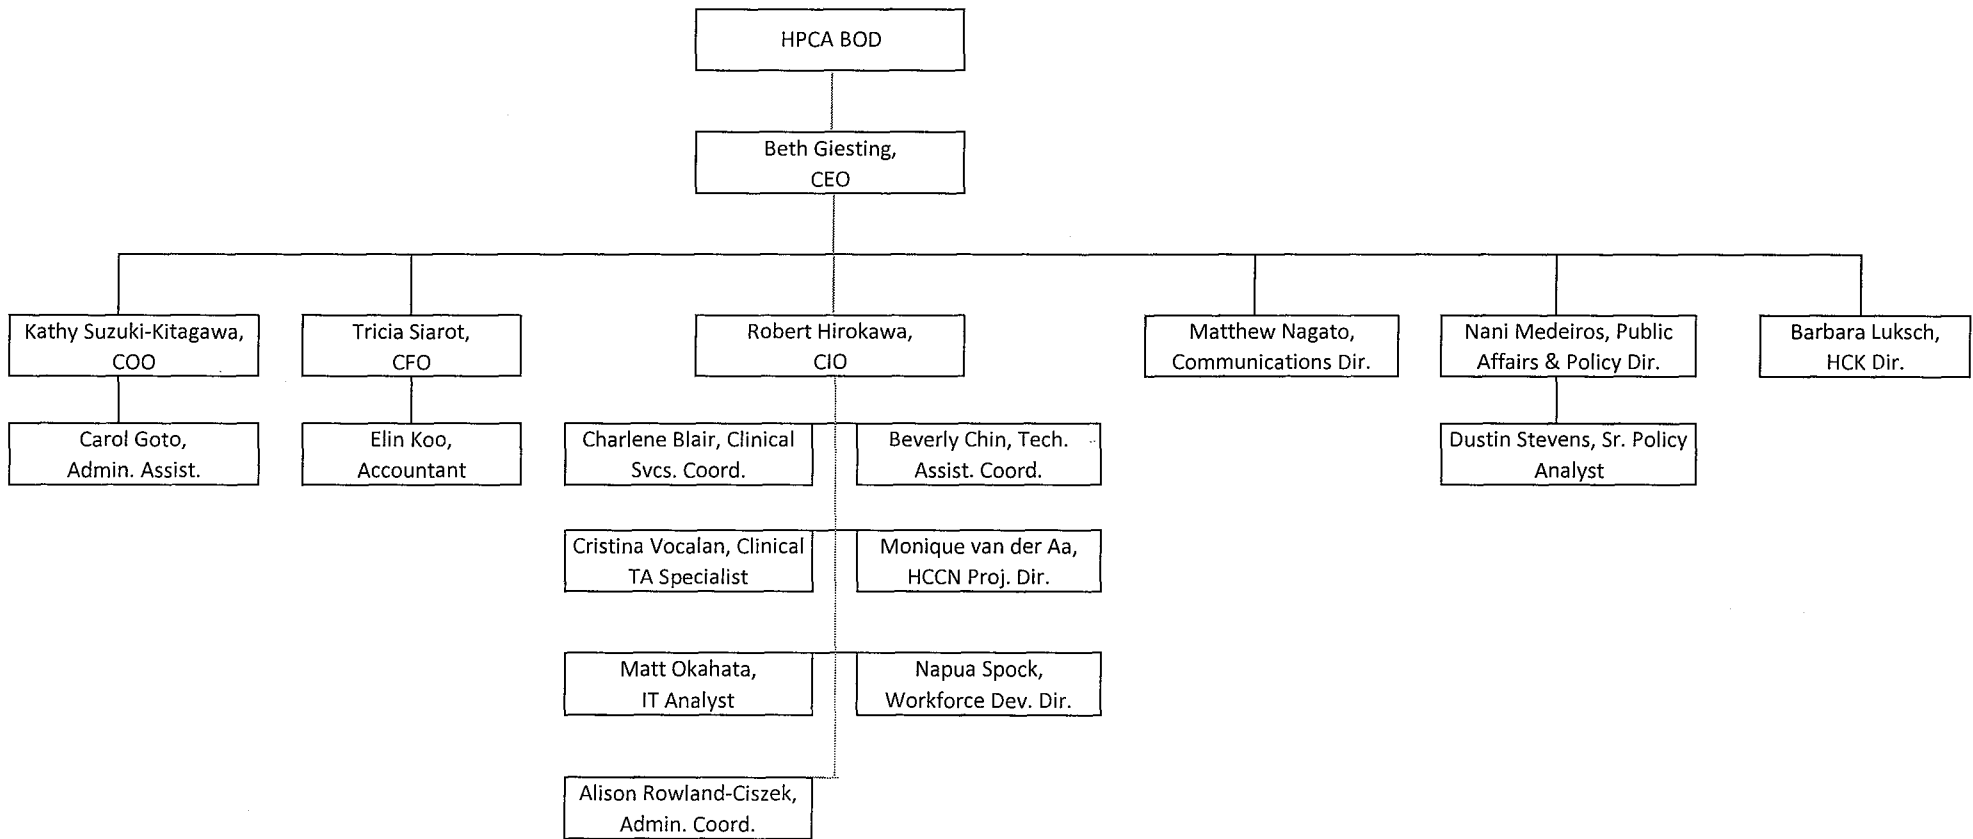 HPCA BOD
Beth Giesting,
CEO
Kathy Suzuki-Kitagawa,
COO
Tricia Siarot,
CFO
Robert Hirokawa,
CIO
Matthew Nagato,
Communications Dir.
Nani Medeiros, Public
Affairs & Policy Dir.
Barbara Luksch,
HCK Dir.
Carol Goto,
Admin. Assist.
Elin Koo,
Accountant
Charlene Blair, Clinical
Svcs. Coord.
Beverly Chin, Tech.
Assist. Coord.
Dustin Stevens, Sr. Policy
Analyst
Cristina Vocalan, Clinical
TA Specialist
Monique van der Aa,
HCCN Proj. Dir.
Matt Okahata,
IT Analyst
Napua Spock,
Workforce Dev. Dir.
Alison Rowland-Ciszek,
Admin. Coord.